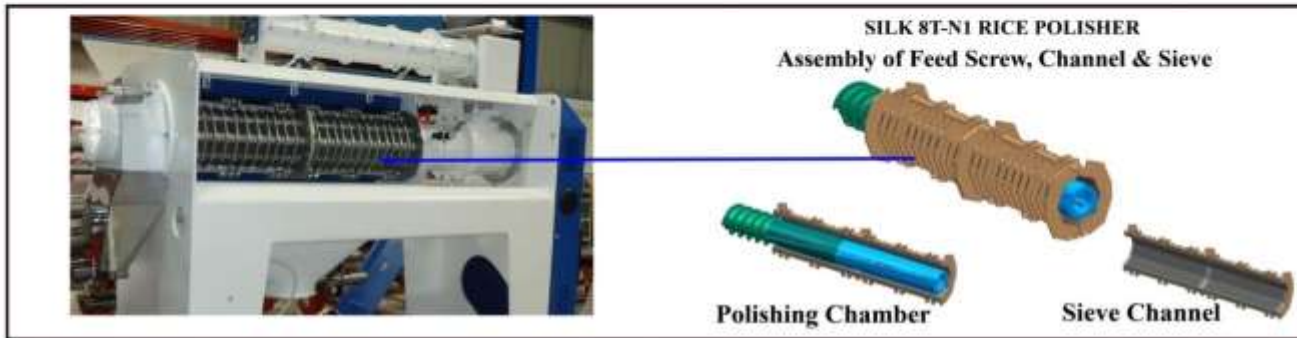 SILK 8T-N1 RICE POLISHER
Assembly of Feed Screw, Channel & Sieve
Polishing Chamber
Sieve Channel